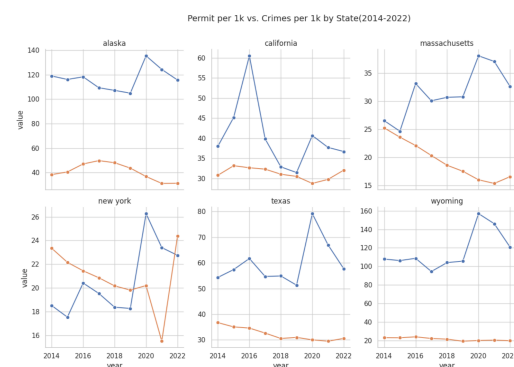 Permit per 1k vs. Crimes per 1k by State(2014-2022)
alaska
california
massachusetts
140
120
100
80
60
40
value
60
55
50
45
40
35
30
35
30
25
20
15
new york
texas
wyoming
26
24
22
20
18
16
value
80
70
60
50
40
30
160
140
120
100
80
60
40
20
2014 2016 2018 2020 2022
2014 2016 2018 2020 2022
2014 2016 2018 2020 2022
year
year
year